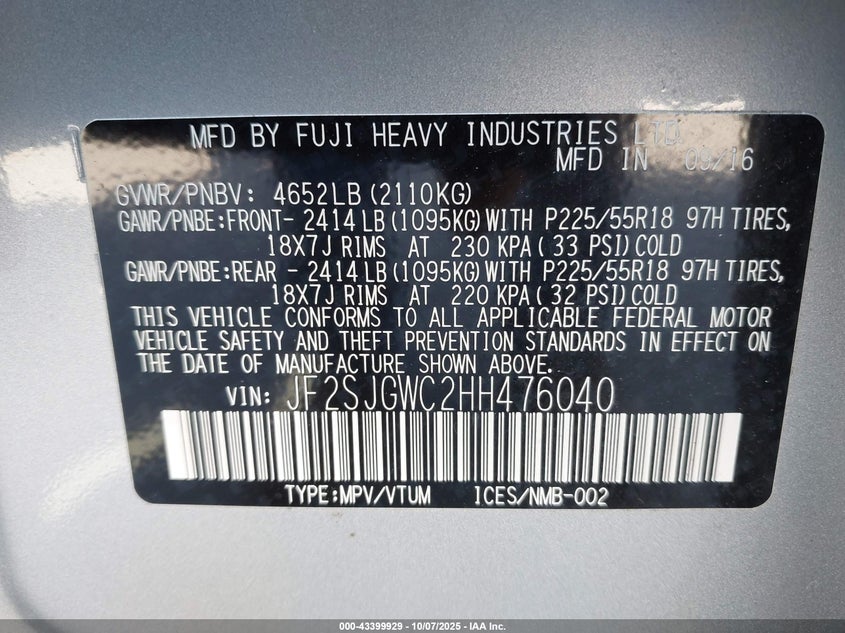 MFD BY FUJI HEAVY INDUSTRIES LTD.
MFD IN 09/16
GVWR/PNBV: 4652LB (2110KG)
GAWR/PNBE:FRONT- 2414LB (1095KG) WITH P225/55R18 97H TIRES,
18X7J RIMS AT 230 KPA ( 33 PSI) COLD
GAWR/PNBE:REAR - 2414LB (1095KG) WITH P225/55R18 97H TIRES,
18X7J RIMS AT 220 KPA ( 32 PSI) COLD
THIS VEHICLE CONFORMS TO ALL APPLICABLE FEDERAL MOTOR
VEHICLE SAFETY AND THEFT PREVENTION STANDARDS IN EFFECT ON
THE DATE OF MANUFACTURE SHOWN ABOVE.
VIN: JF2SJGWC2HH476040
TYPE:MPV/VTUM ICES/NMB-002
000-43399929 - 10/07/2025 - IAA Inc.